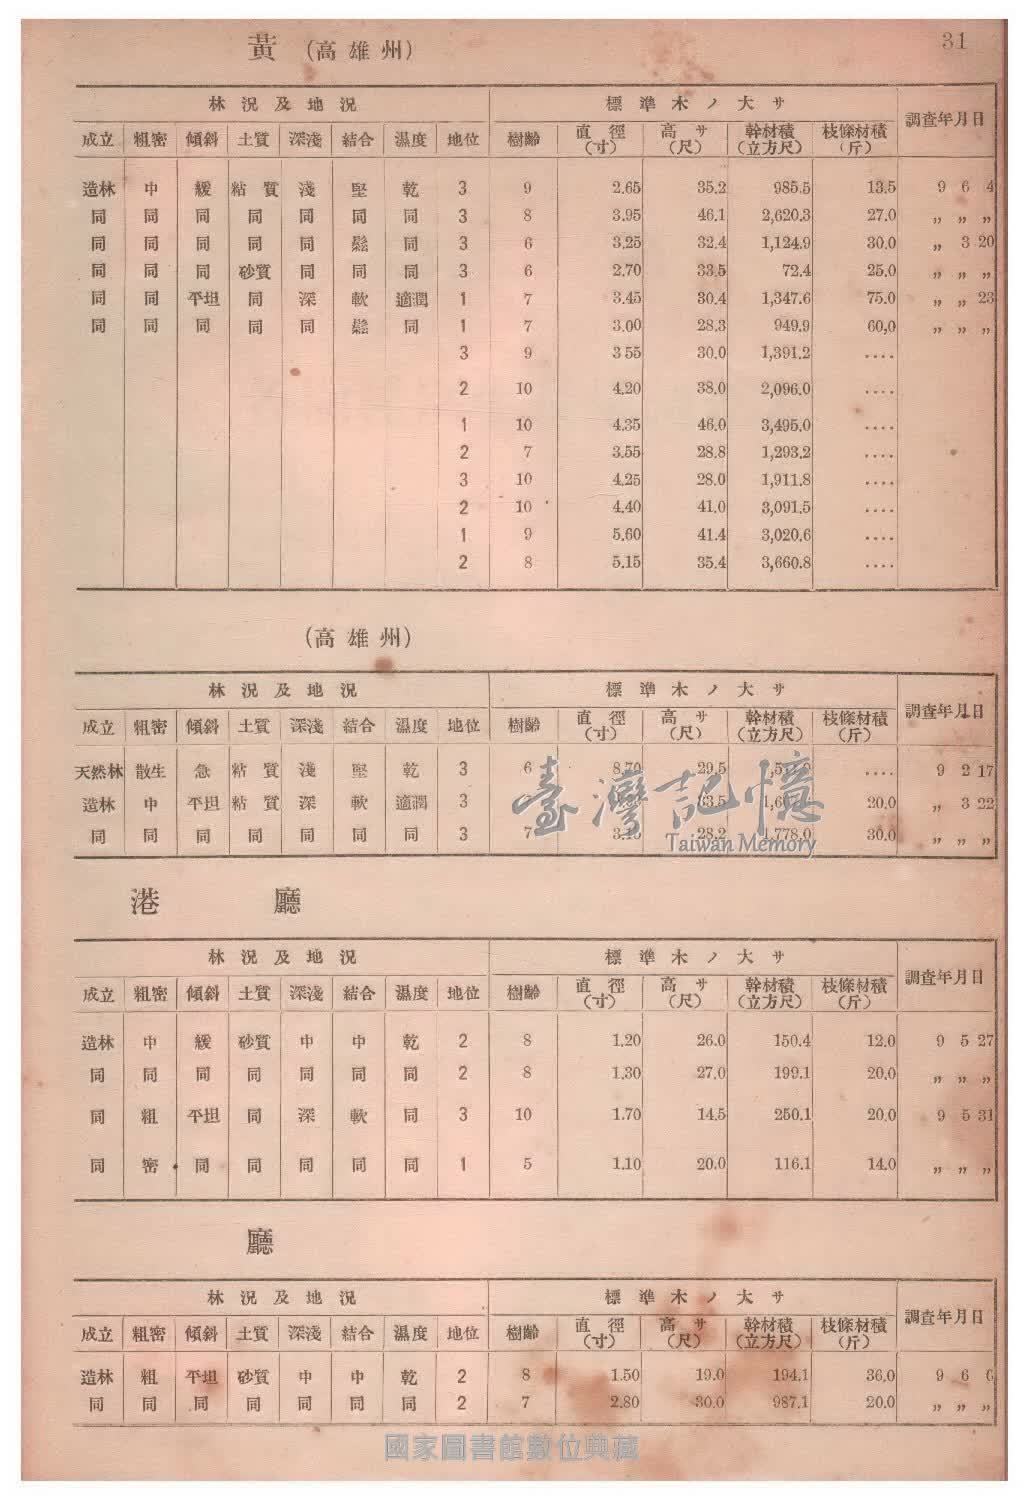 黃 (高雄州)
31
林況及地況 標準木ノ大サ 調査年月日
成立 粗密 傾斜 土質 深淺 結合 濕度 地位 樹齡 直徑(寸) 高サ(尺) 幹材積(立方尺) 枝條材積(斤)
造林 中 緩 粘質 淺 堅 乾 3 9 2.65 35.2 985.5 13.5 9 6 4
同 同 同 同 同 同 同 3 8 3.95 46.1 2,620.3 27.0 〃 〃 〃
同 同 同 同 同 鬆 同 3 6 3.25 32.4 1,124.9 30.0 〃 3 20
同 同 同 砂質 同 同 同 3 6 2.70 33.5 72.4 25.0 〃 〃 〃
同 同 平坦 同 深 軟 適潤 1 7 3.45 30.4 1,347.6 75.0 〃 〃 23
同 同 同 同 同 鬆 同 1 7 3.00 28.3 949.9 60,0 〃 〃 〃
3 9 3 55 30.0 1,391.2 ....
2 10 4.20 38.0 2,096.0 ....
1 10 4.35 46.0 3,495.0 ....
2 7 3.55 28.8 1,293.2 ....
3 10 4.25 28.0 1,911.8 ....
2 10 4.40 41.0 3,091.5 ....
1 9 5.60 41.4 3,020.6 ....
2 8 5.15 35.4 3,660.8 ....
(高雄州)
林況及地況 標準木ノ大サ 調査年月日
成立 粗密 傾斜 土質 深淺 結合 濕度 地位 樹齡 直徑(寸) 高サ(尺) 幹材積(立方尺) 枝條材積(斤)
天然林 散生 急 粘質 淺 堅 乾 3 6 8.70 29.5 .... 9 2 17
造林 中 平坦 粘質 深 軟 適潤 3 20.0 〃 3 22
同 同 同 同 同 同 同 3 7 28.2 1,778.0 30.0 〃 〃 〃
臺灣記憶
Taiwan Memory
港 廳
林況及地況 標準木ノ大サ 調査年月日
成立 粗密 傾斜 土質 深淺 結合 濕度 地位 樹齡 直徑(寸) 高サ(尺) 幹材積(立方尺) 枝條材積(斤)
造林 中 緩 砂質 中 中 乾 2 8 1.20 26.0 150.4 12.0 9 5 27
同 同 同 同 同 同 同 2 8 1.30 27.0 199.1 20.0 〃 〃 〃
同 粗 平坦 同 深 軟 同 3 10 1.70 14.5 250.1 20.0 9 5 31
同 密 同 同 同 同 同 1 5 1.10 20.0 116.1 14.0 〃 〃 〃
廳
林況及地況 標準木ノ大サ 調査年月日
成立 粗密 傾斜 土質 深淺 結合 濕度 地位 樹齡 直徑(寸) 高サ(尺) 幹材積(立方尺) 枝條材積(斤)
造林 粗 平坦 砂質 中 中 乾 2 8 1.50 19.0 194.1 36.0 9 6 6
同 同 同 同 同 同 同 2 7 2.80 30.0 987.1 20.0 〃 〃 〃
國家圖書館數位典藏